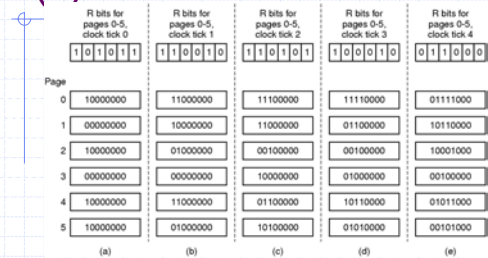 R bits for pages 0-5, clock tick 0
R bits for pages 0-5, clock tick 1
R bits for pages 0-5, clock tick 2
R bits for pages 0-5, clock tick 3
R bits for pages 0-5, clock tick 4
1 0 1 0 1 1
1 1 0 0 1 0
1 1 0 1 0 1
1 0 0 0 1 0
0 1 1 0 0 0
Page
0 10000000 11000000 11100000 11110000 01111000
1 00000000 10000000 11000000 01100000 10110000
2 10000000 01000000 00100000 00100000 10001000
3 00000000 00000000 10000000 01000000 00100000
4 10000000 11000000 01100000 10110000 01011000
5 10000000 01000000 10100000 01010000 00101000
(a) (b) (c) (d) (e)